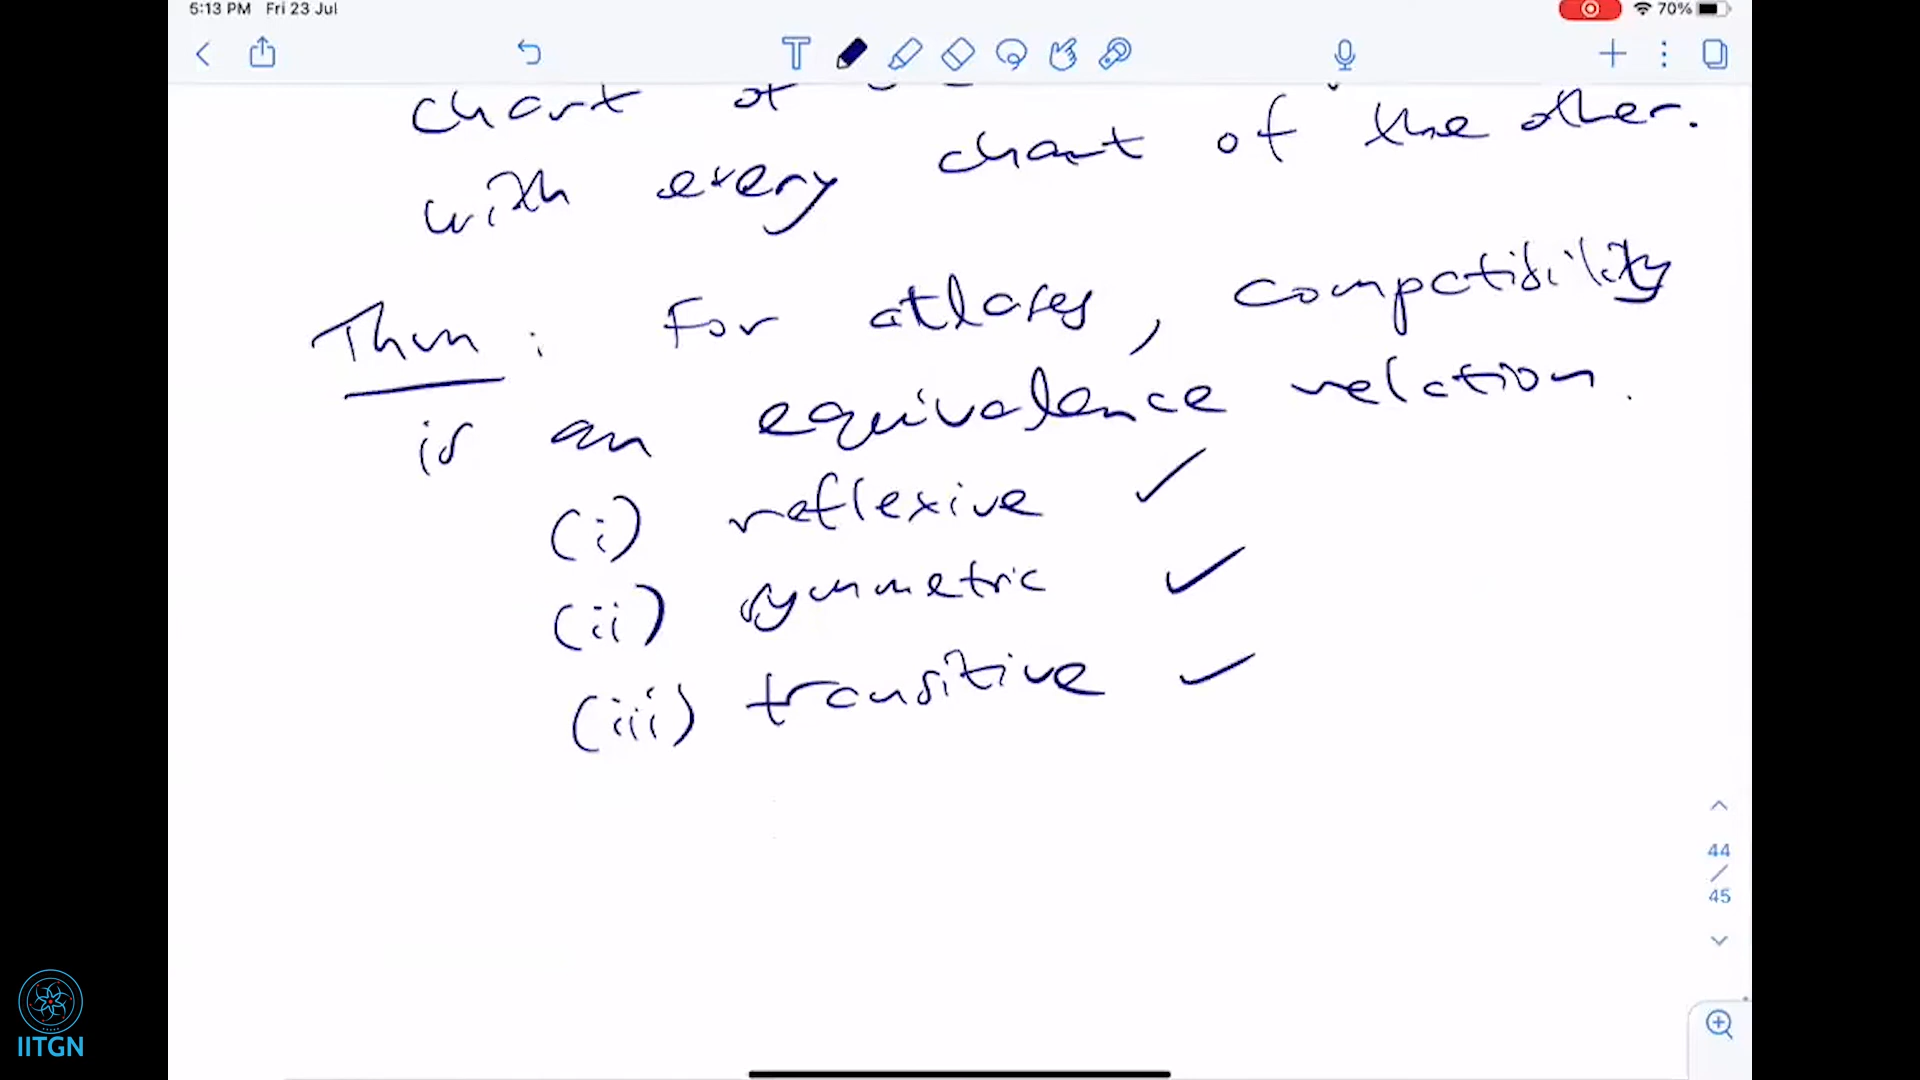 5:13 PM Fri 23 Jul
70%
chart of
with every chart of the other.
Thm : For atlases, compatibility
is an equivalence relation.
(i) reflexive ✓
(ii) symmetric ✓
(iii) transitive ✓
44
/
45
IITGN